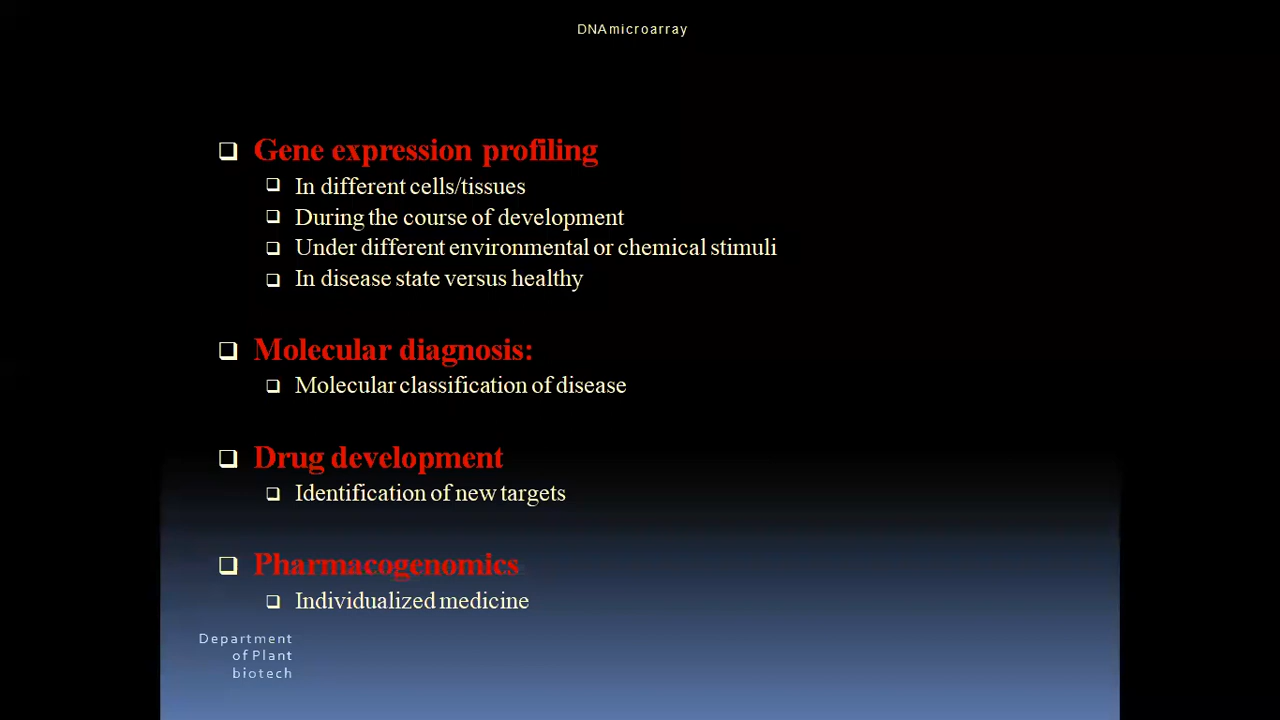 DNA microarray
Gene expression profiling
In different cells/tissues
During the course of development
Under different environmental or chemical stimuli
In disease state versus healthy
Molecular diagnosis:
Molecular classification of disease
Drug development
Identification of new targets
Pharmacogenomics
Individualized medicine
Department
of Plant
biotech